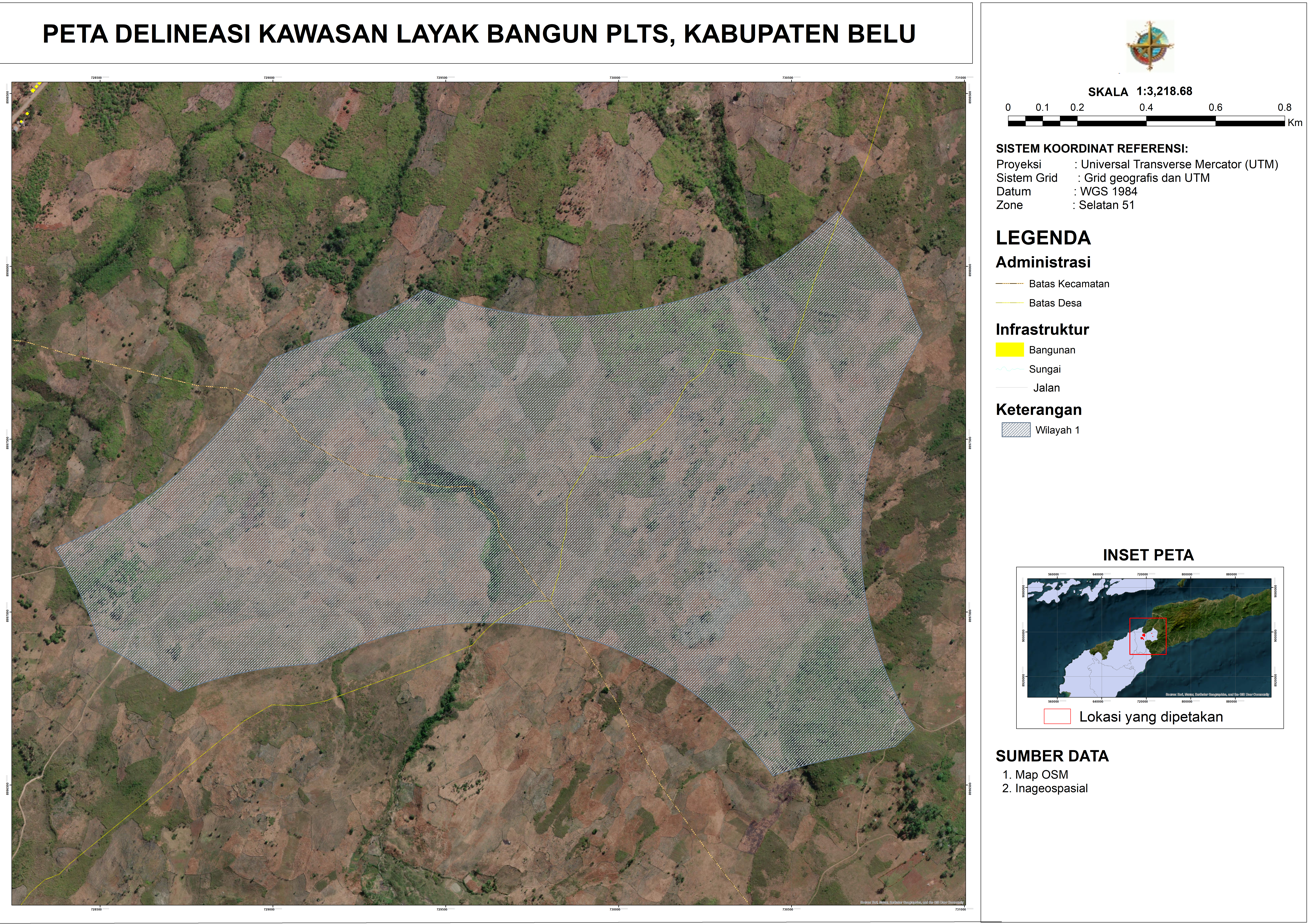 PETA DELINEASI KAWASAN LAYAK BANGUN PLTS, KABUPATEN BELU
SKALA 1:3,218.68
0 0.1 0.2 0.4 0.6 0.8
Km
SISTEM KOORDINAT REFERENSI:
Proyeksi : Universal Transverse Mercator (UTM)
Sistem Grid : Grid geografis dan UTM
Datum : WGS 1984
Zone : Selatan 51
LEGENDA
Administrasi
Batas Kecamatan
Batas Desa
Infrastruktur
Bangunan
Sungai
Jalan
Keterangan
Wilayah 1
INSET PETA
Lokasi yang dipetakan
SUMBER DATA
1. Map OSM
2. Inageospasial